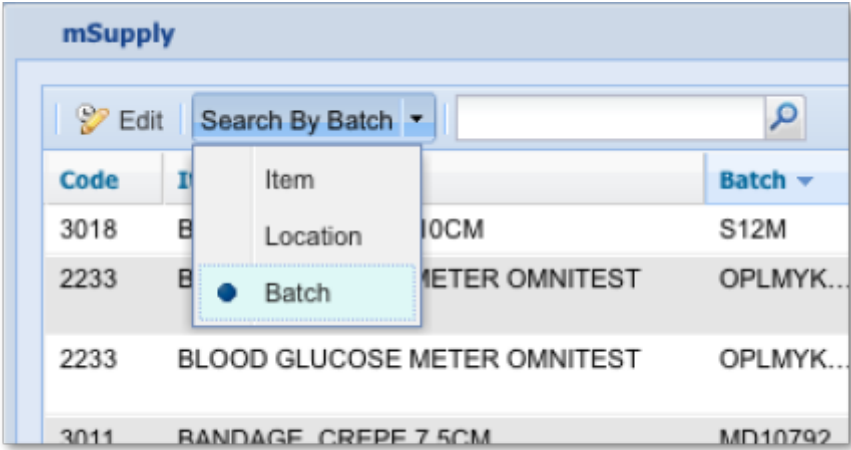 mSupply
Edit Search By Batch
Code Batch
Item
3018 B 10CM S12M
Location
2233 B METER OMNITEST OPLMYK...
Batch
2233 BLOOD GLUCOSE METER OMNITEST OPLMYK...
3011 BANDAGE CREPE 7.5CM MD10792